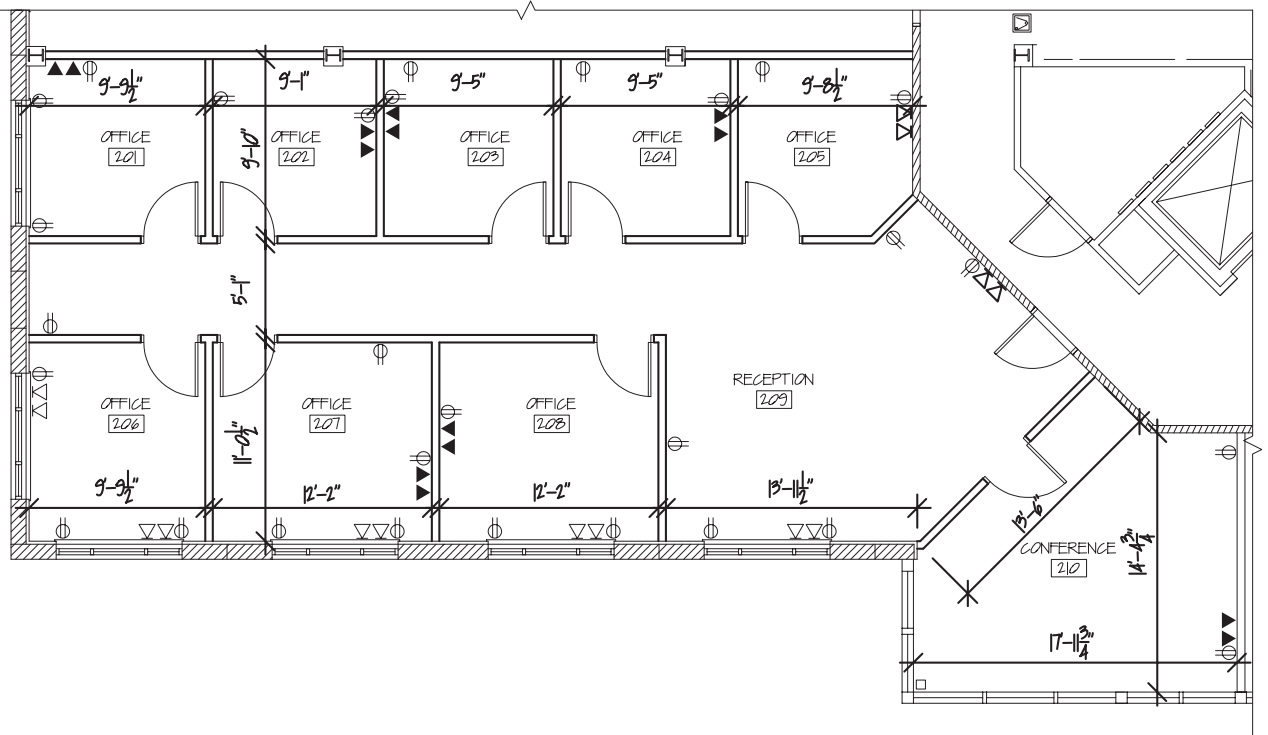 9'-9½"
9'-1"
9'-5"
9'-5"
9'-8½"
OFFICE
201
9'-10"
OFFICE
202
OFFICE
203
OFFICE
204
OFFICE
205
5'-1"
OFFICE
206
11'-0½"
OFFICE
207
OFFICE
208
RECEPTION
209
9'-9½"
12'-2"
12'-2"
13'-11½"
13'-6"
CONFERENCE
210
14'-4¾"
17'-11¾"